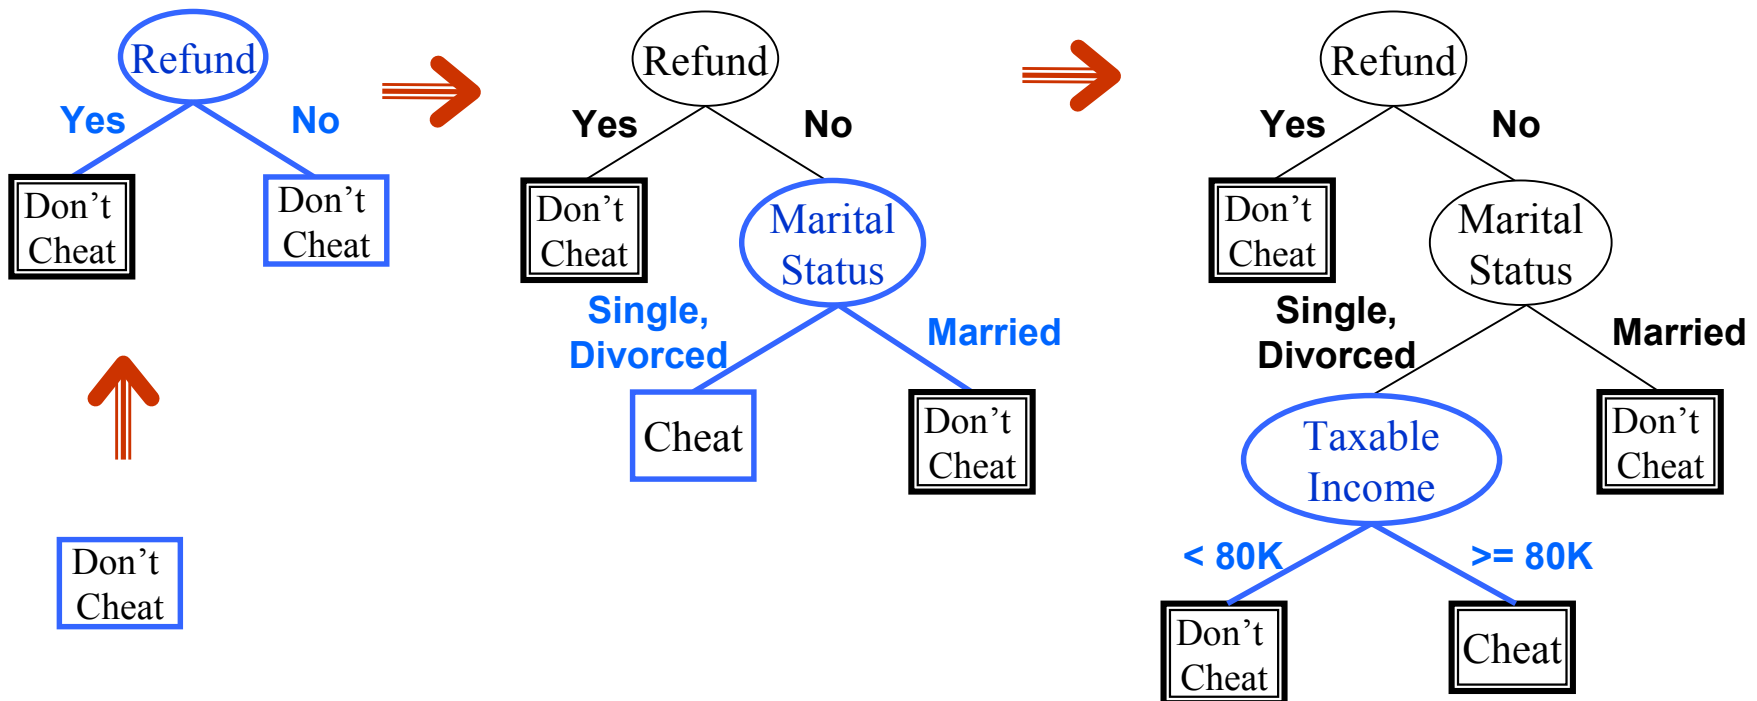 Refund
Yes
No
Don’t
Cheat
Don’t
Cheat
Don’t
Cheat
Refund
Yes
No
Don’t
Cheat
Marital
Status
Single,
Divorced
Married
Cheat
Don’t
Cheat
Refund
Yes
No
Don’t
Cheat
Marital
Status
Single,
Divorced
Married
Taxable
Income
Don’t
Cheat
< 80K
>= 80K
Don’t
Cheat
Cheat